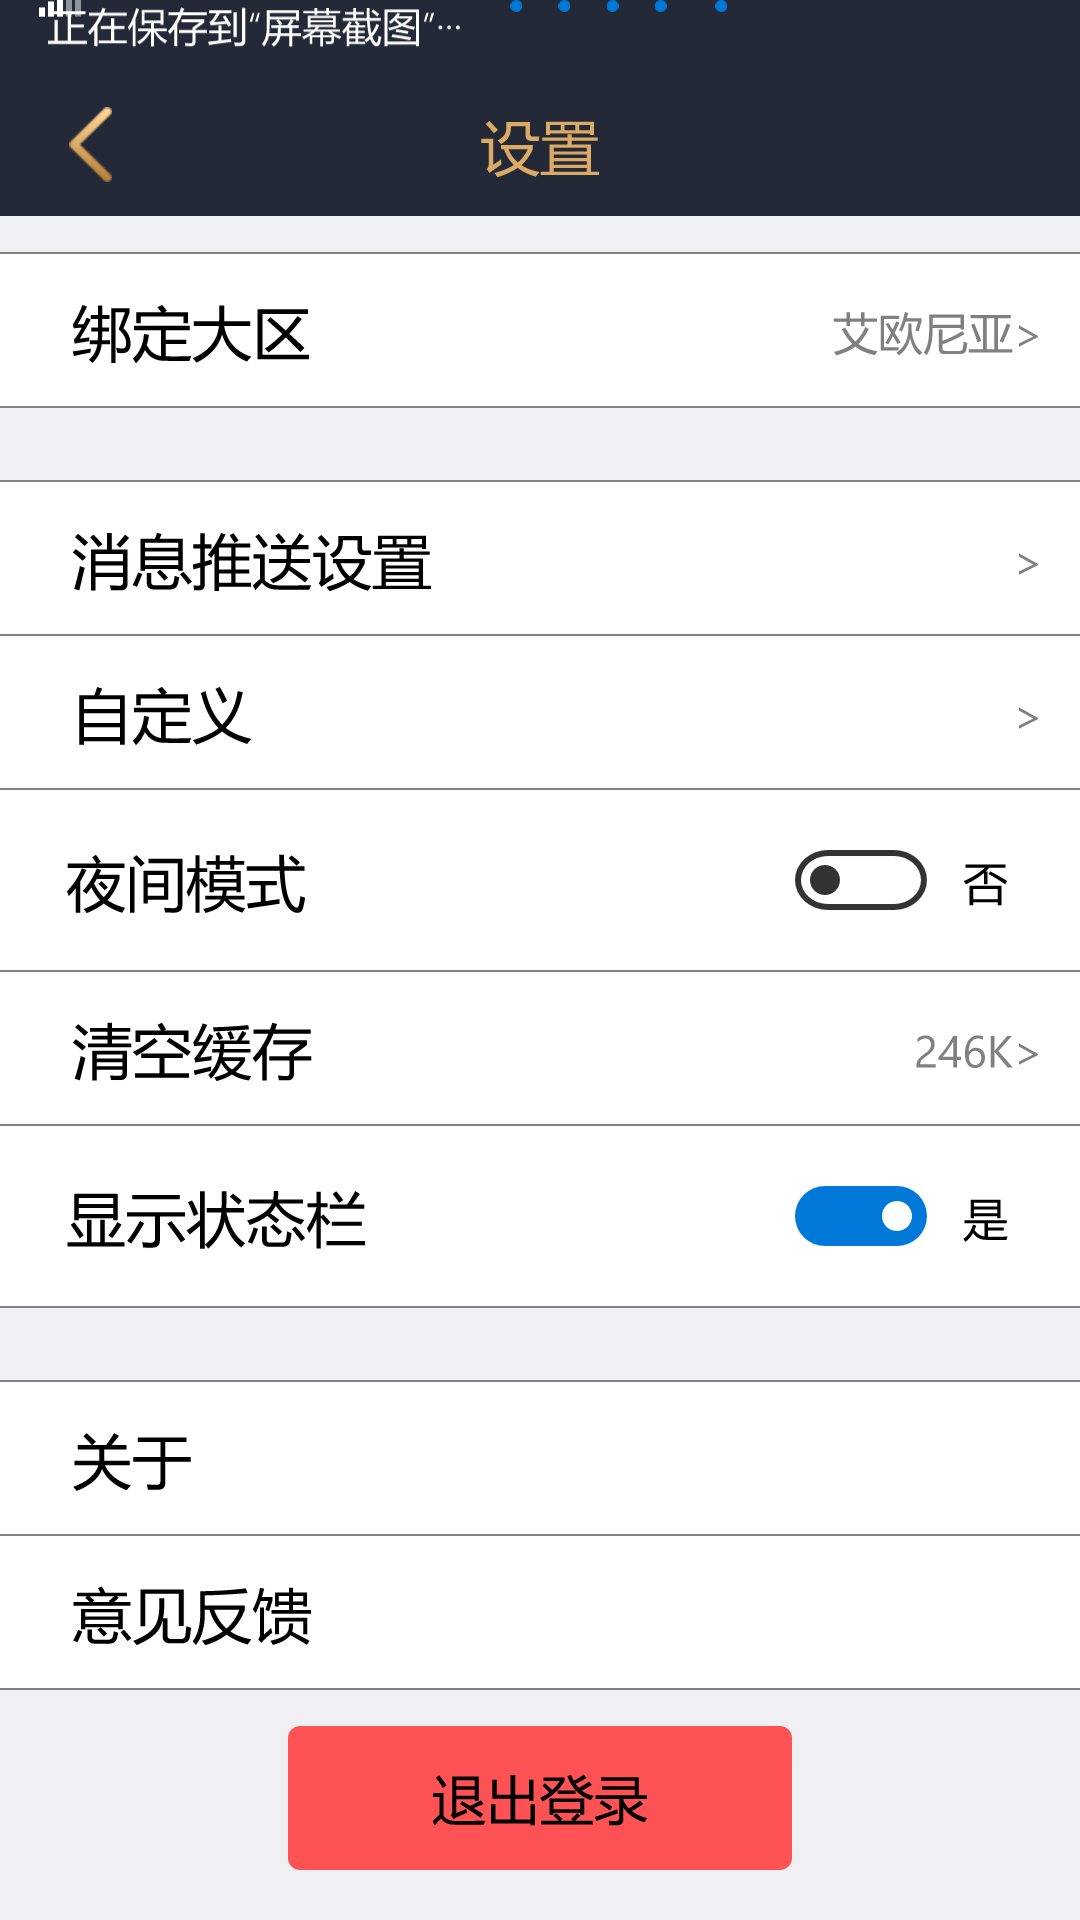 正在保存到“屏幕截图”...
设置
绑定大区
艾欧尼亚>
消息推送设置
>
自定义
>
夜间模式
否
清空缓存
246K>
显示状态栏
是
关于
意见反馈
退出登录